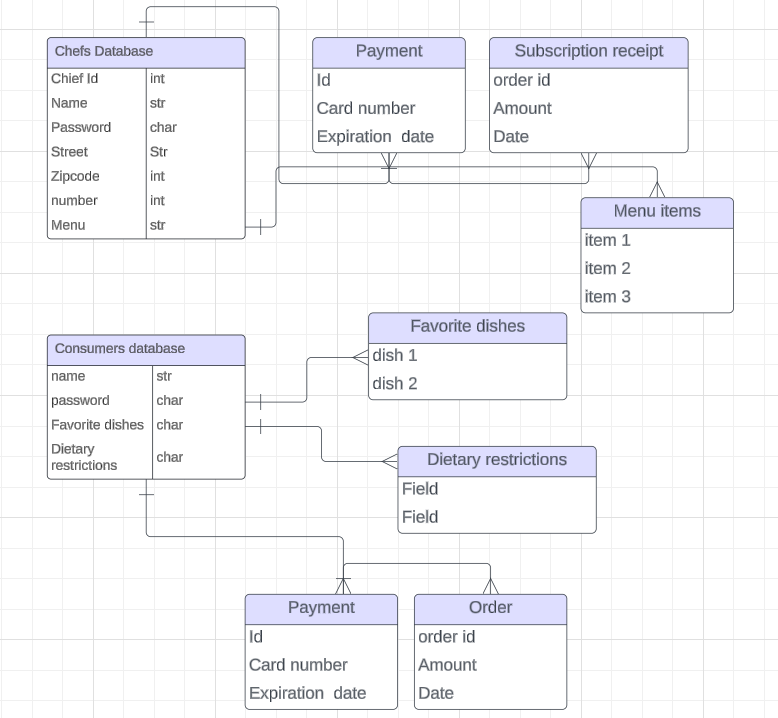 Chefs Database
Chief Id int
Name str
Password char
Street Str
Zipcode int
number int
Menu str
Payment
Id
Card number
Expiration date
Subscription receipt
order id
Amount
Date
Menu items
item 1
item 2
item 3
Consumers database
name str
password char
Favorite dishes char
Dietary
restrictions char
Favorite dishes
dish 1
dish 2
Dietary restrictions
Field
Field
Payment
Id
Card number
Expiration date
Order
order id
Amount
Date